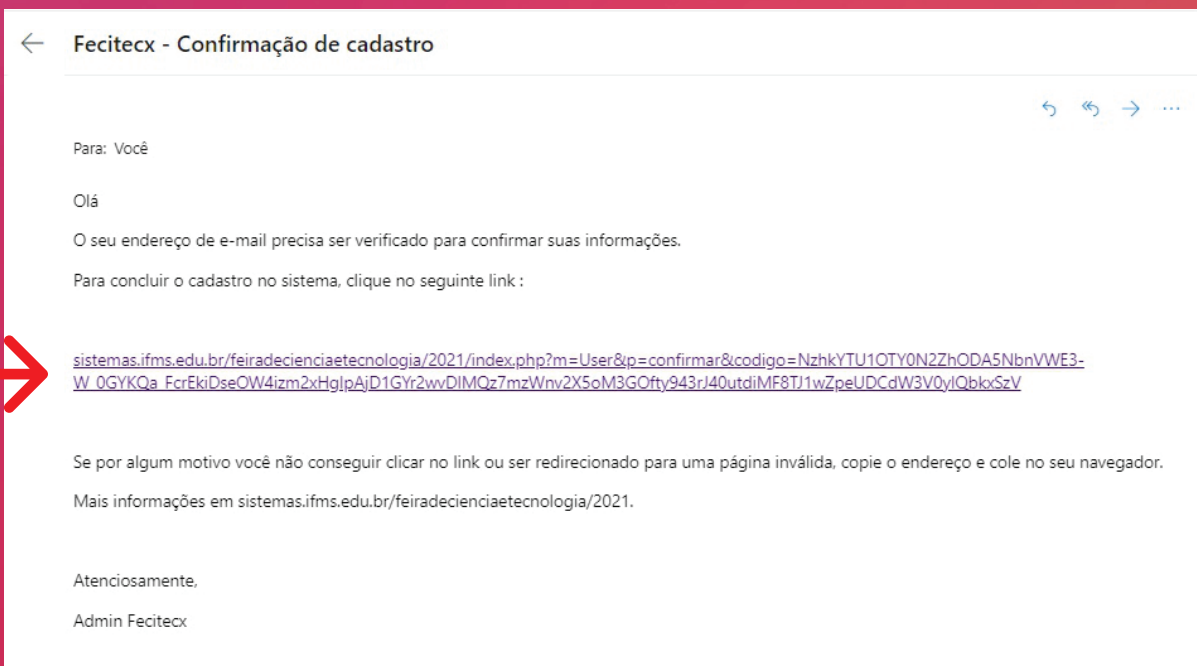 Fecitecx - Confirmação de cadastro
Para: Você
Olá
O seu endereço de e-mail precisa ser verificado para confirmar suas informações.
Para concluir o cadastro no sistema, clique no seguinte link :
sistemas.ifms.edu.br/feiradecienciaetecnologia/2021/index.php?m=User&p=confirmar&codigo=NzhkYTU1OTY0N2ZhODA5NbnVWE3-
W_0GYKQa_FcrEkiDseOW4izm2xHglpAjD1GYr2wvDIMQz7mzWnv2X5oM3GOfty943rJ40utdiMF8TJ1wZpeUDCdW3V0ylQbkxSzV
Se por algum motivo você não conseguir clicar no link ou ser redirecionado para uma página inválida, copie o endereço e cole no seu navegador.
Mais informações em sistemas.ifms.edu.br/feiradecienciaetecnologia/2021.
Atenciosamente,
Admin Fecitecx